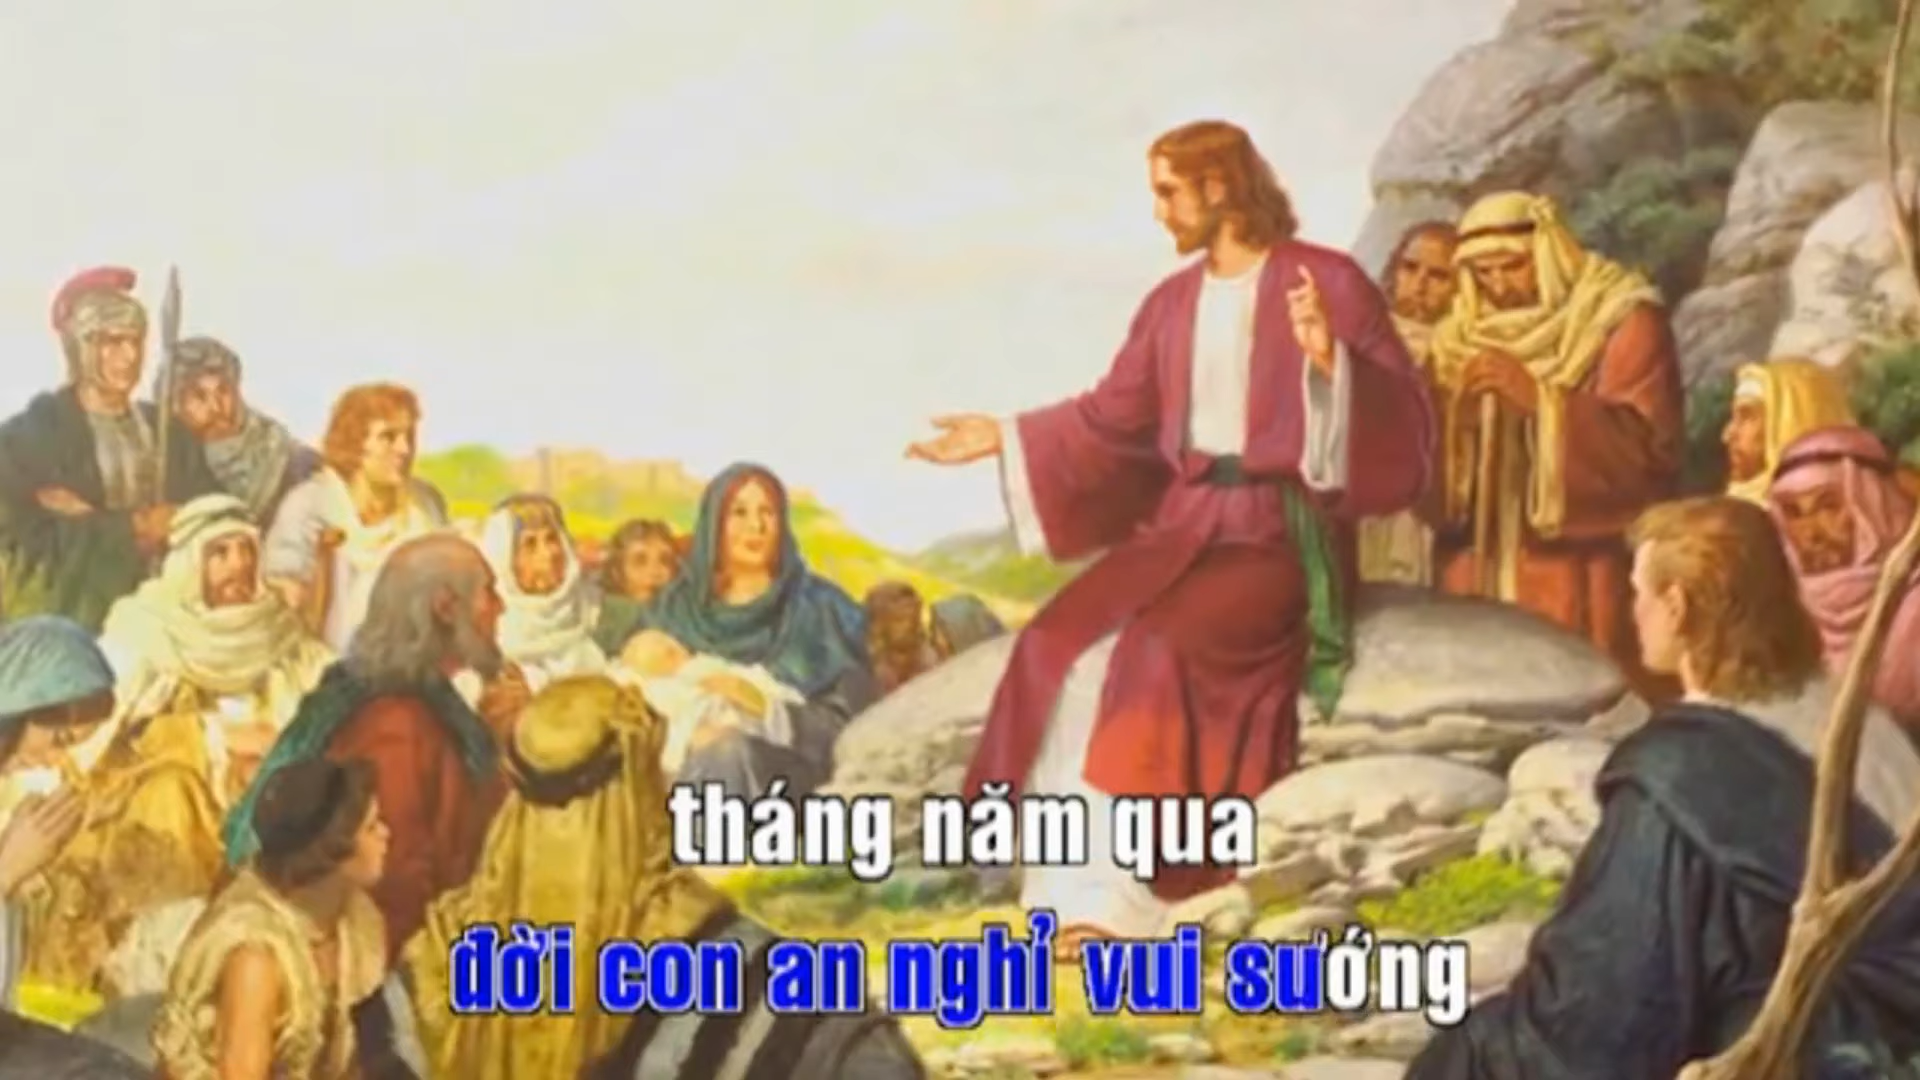 tháng năm qua
đời con an nghỉ vui sướng